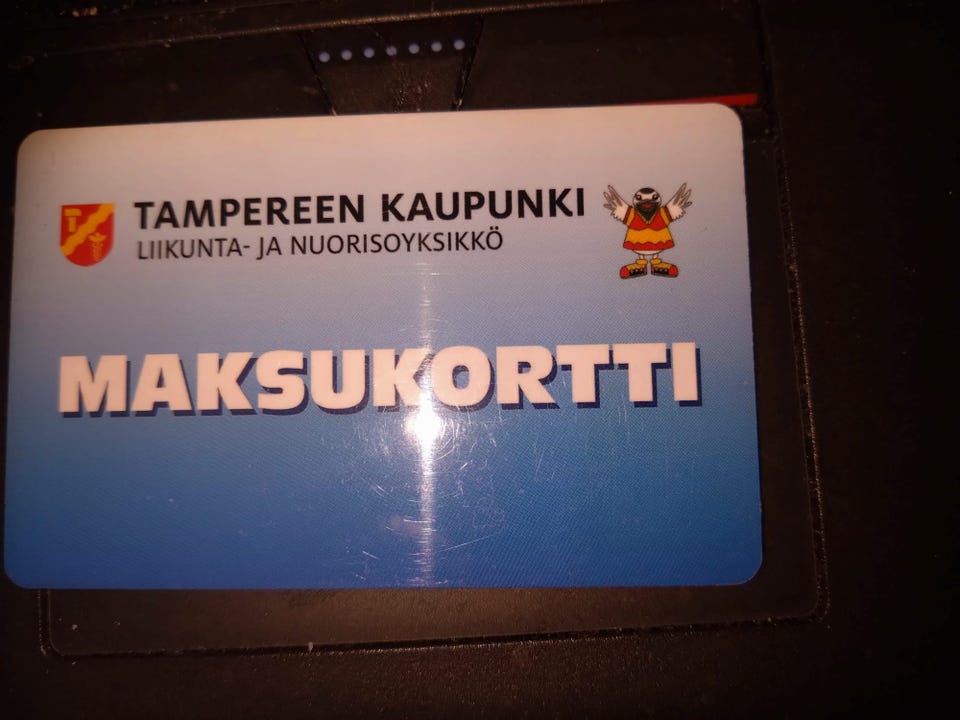 TAMPEREEN KAUPUNKI
LIIKUNTA- JA NUORISOYKSIKKÖ
MAKSUKORTTI